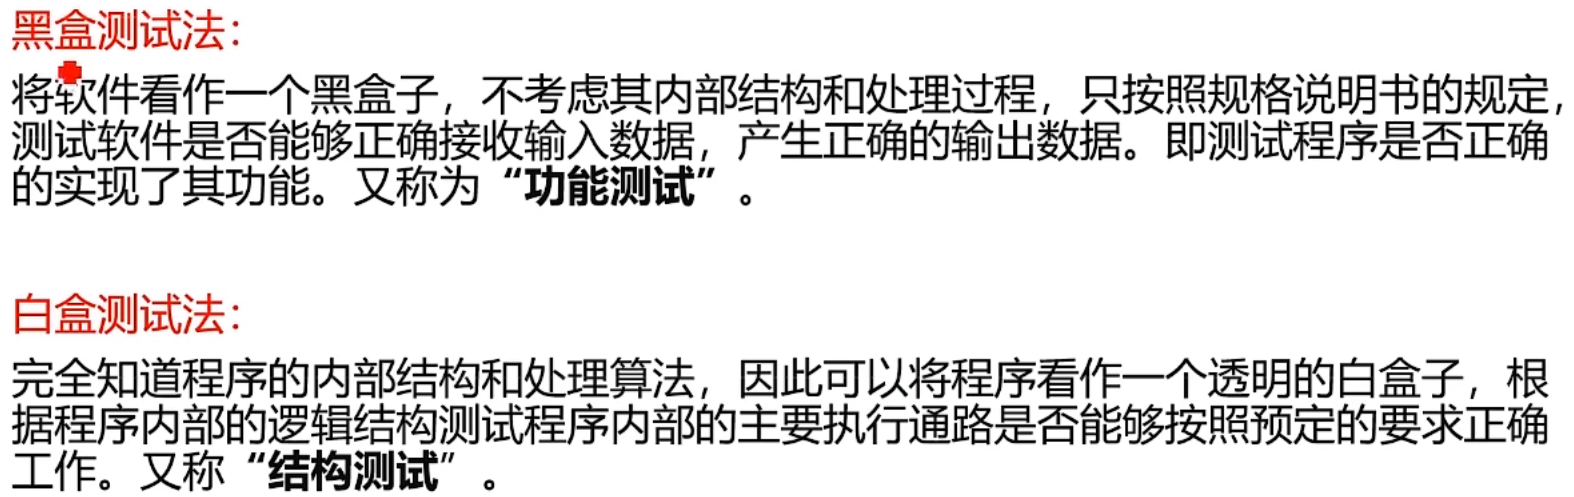 黑盒测试法：
将软件看作一个黑盒子，不考虑其内部结构和处理过程，只按照规格说明书的规定，
测试软件是否能够正确接收输入数据，产生正确的输出数据。即测试程序是否正确
的实现了其功能。又称为“功能测试”。
白盒测试法：
完全知道程序的内部结构和处理算法，因此可以将程序看作一个透明的白盒子，根
据程序内部的逻辑结构测试程序内部的主要执行通路是否能够按照预定的要求正确
工作。又称“结构测试”。